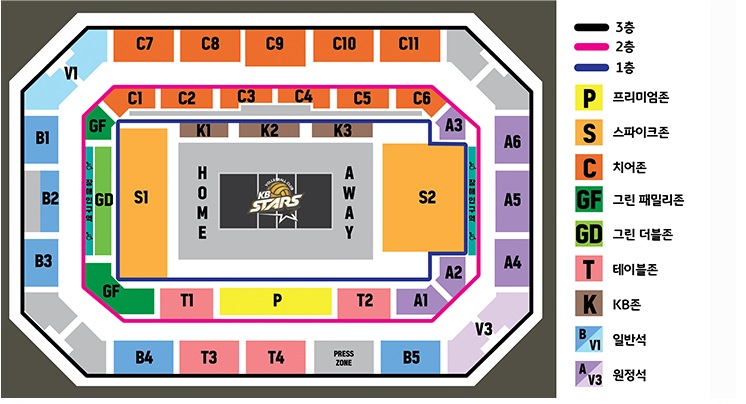 C7 C8 C9 C10 C11
V1
C1 C2 C3 C4 C5 C6
GF
A3
B1
K1 K2 K3
A6
HOME
AWAY
B2
GD
S1
KB
STARS
S2
A5
B3
A2
A4
GF
T1 P T2 A1
V3
B4 T3 T4 PRESS
ZONE B5
3층
2층
1층
P 프리미엄존
S 스파이크존
C 치어존
GF 그린 패밀리존
GD 그린 더블존
T 테이블존
K KB존
B V1 일반석
A V3 원정석